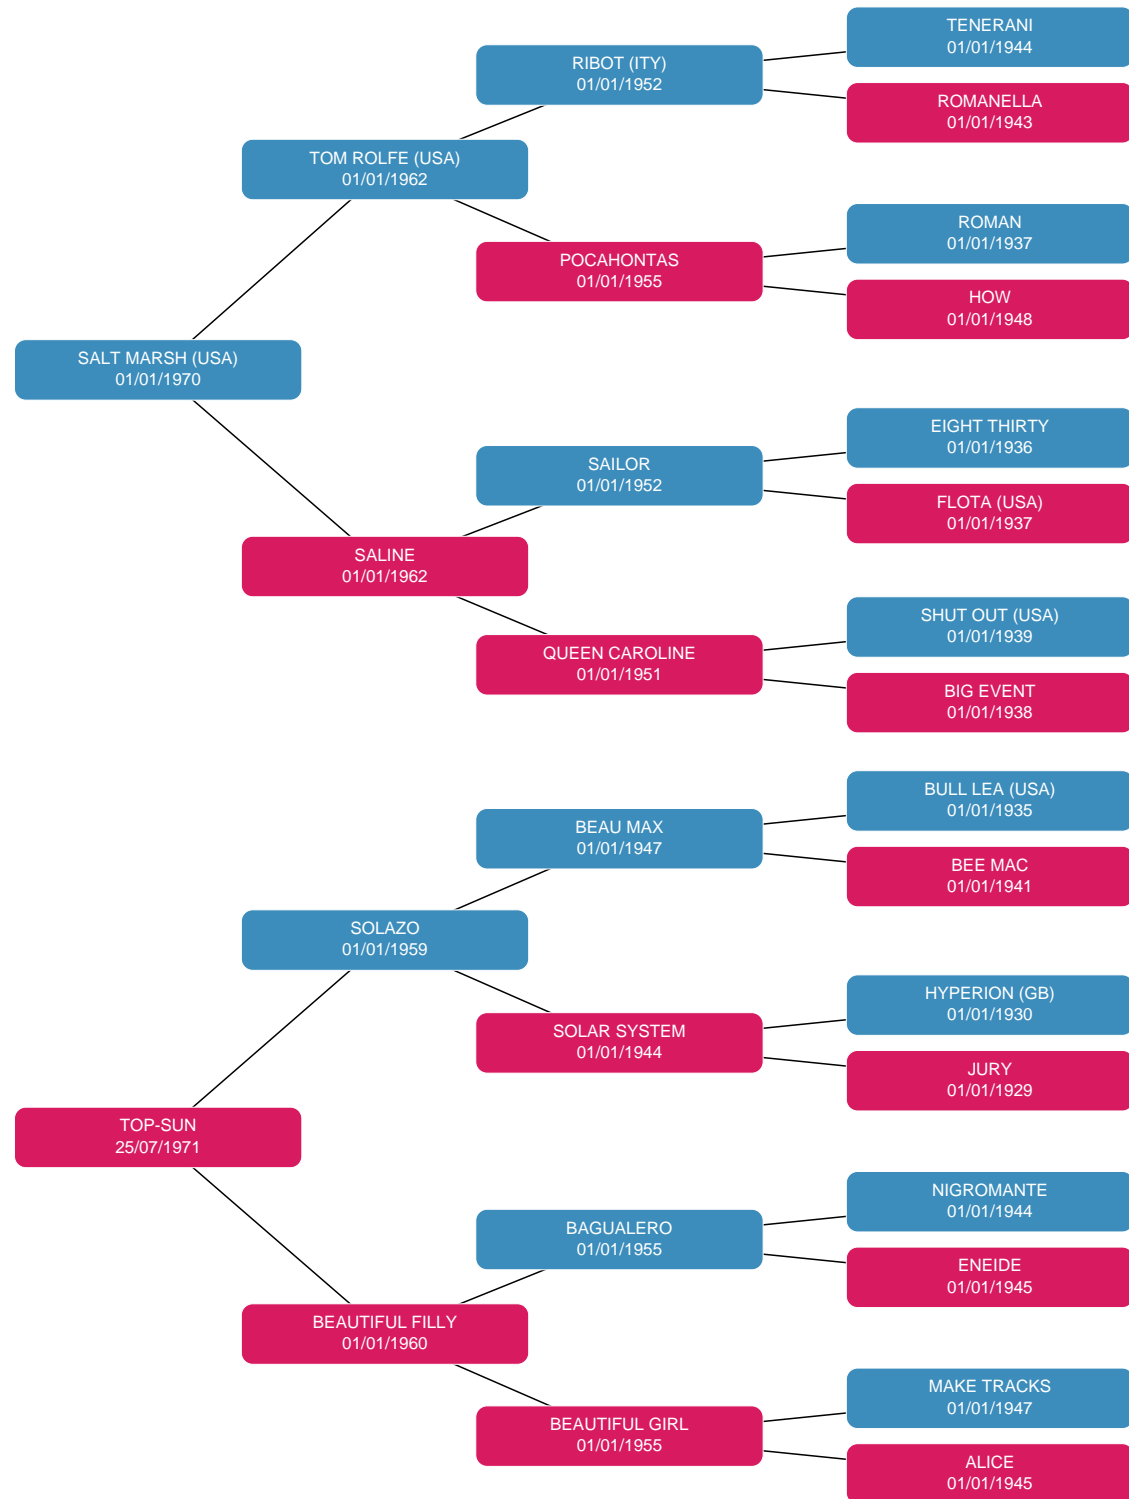 TENERANI
01/01/1944
RIBOT (ITY)
01/01/1952
ROMANELLA
01/01/1943
TOM ROLFE (USA)
01/01/1962
ROMAN
01/01/1937
POCAHONTAS
01/01/1955
HOW
01/01/1948
SALT MARSH (USA)
01/01/1970
EIGHT THIRTY
01/01/1936
SAILOR
01/01/1952
FLOTA (USA)
01/01/1937
SALINE
01/01/1962
SHUT OUT (USA)
01/01/1939
QUEEN CAROLINE
01/01/1951
BIG EVENT
01/01/1938
BULL LEA (USA)
01/01/1935
BEAU MAX
01/01/1947
BEE MAC
01/01/1941
SOLAZO
01/01/1959
HYPERION (GB)
01/01/1930
SOLAR SYSTEM
01/01/1944
JURY
01/01/1929
TOP-SUN
25/07/1971
NIGROMANTE
01/01/1944
BAGUALERO
01/01/1955
ENEIDE
01/01/1945
BEAUTIFUL FILLY
01/01/1960
MAKE TRACKS
01/01/1947
BEAUTIFUL GIRL
01/01/1955
ALICE
01/01/1945